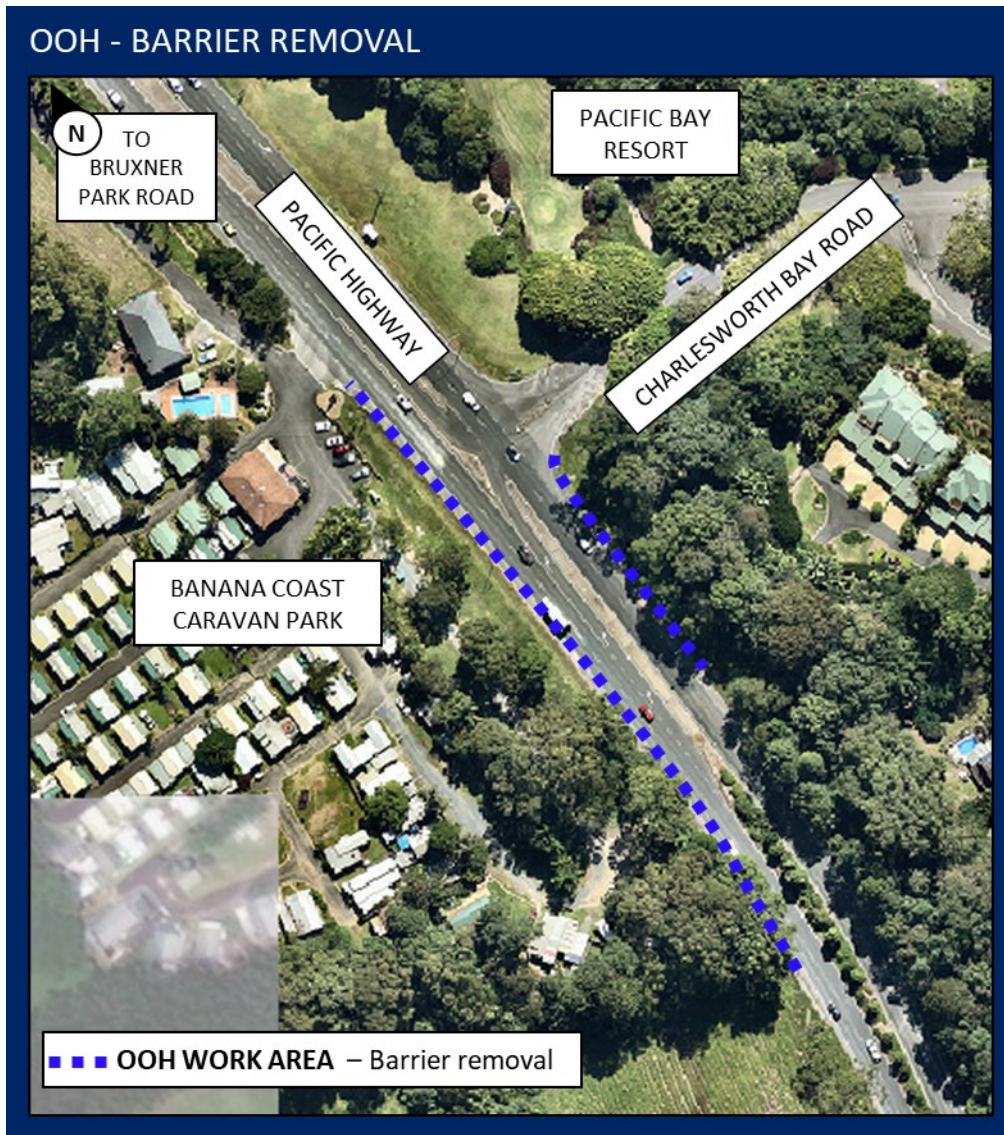 OOH - BARRIER REMOVAL
N
TO
BRUXNER
PARK ROAD
PACIFIC BAY
RESORT
PACIFIC HIGHWAY
CHARLESWORTH BAY ROAD
BANANA COAST
CARAVAN PARK
OOH WORK AREA – Barrier removal